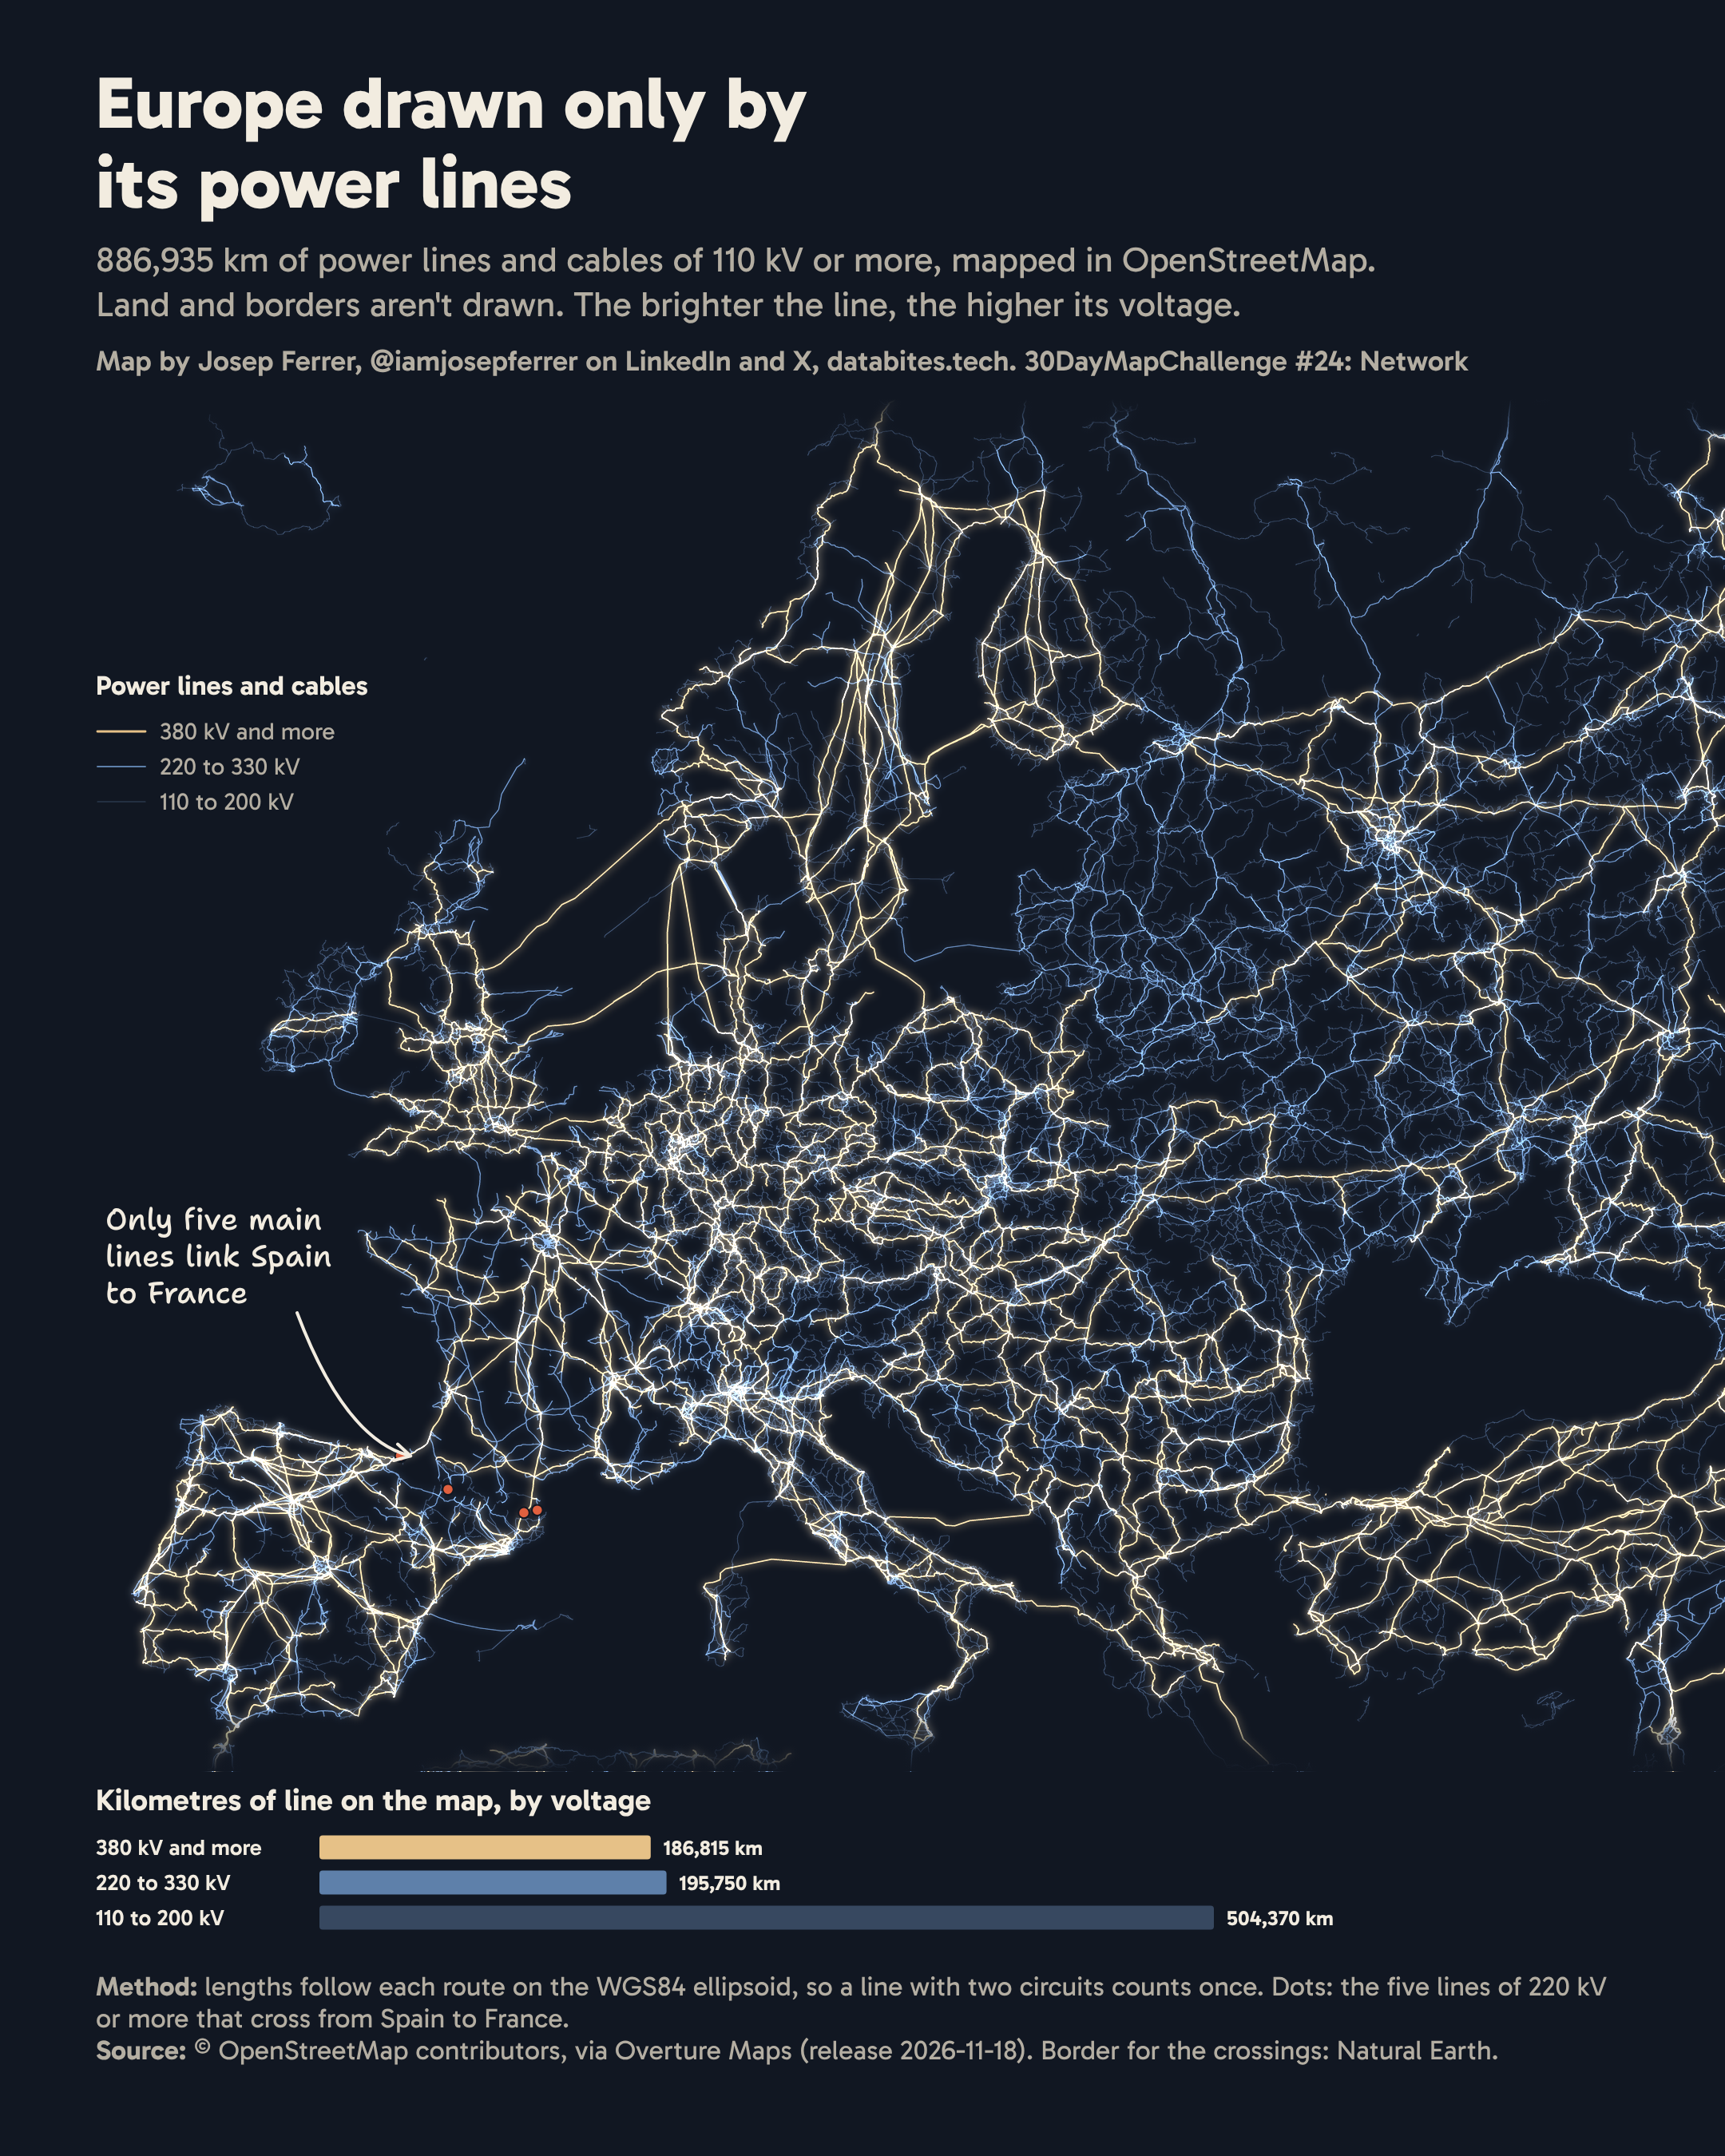 Europe drawn only by
its power lines
886,935 km of power lines and cables of 110 kV or more, mapped in OpenStreetMap.
Land and borders aren't drawn. The brighter the line, the higher its voltage.
Map by Josep Ferrer, @iamjosepferrer on LinkedIn and X, databites.tech. 30DayMapChallenge #24: Network
Power lines and cables
380 kV and more
220 to 330 kV
110 to 200 kV
Only five main
lines link Spain
to France
Kilometres of line on the map, by voltage
380 kV and more 186,815 km
220 to 330 kV 195,750 km
110 to 200 kV 504,370 km
Method: lengths follow each route on the WGS84 ellipsoid, so a line with two circuits counts once. Dots: the five lines of 220 kV
or more that cross from Spain to France.
Source: © OpenStreetMap contributors, via Overture Maps (release 2026-11-18). Border for the crossings: Natural Earth.